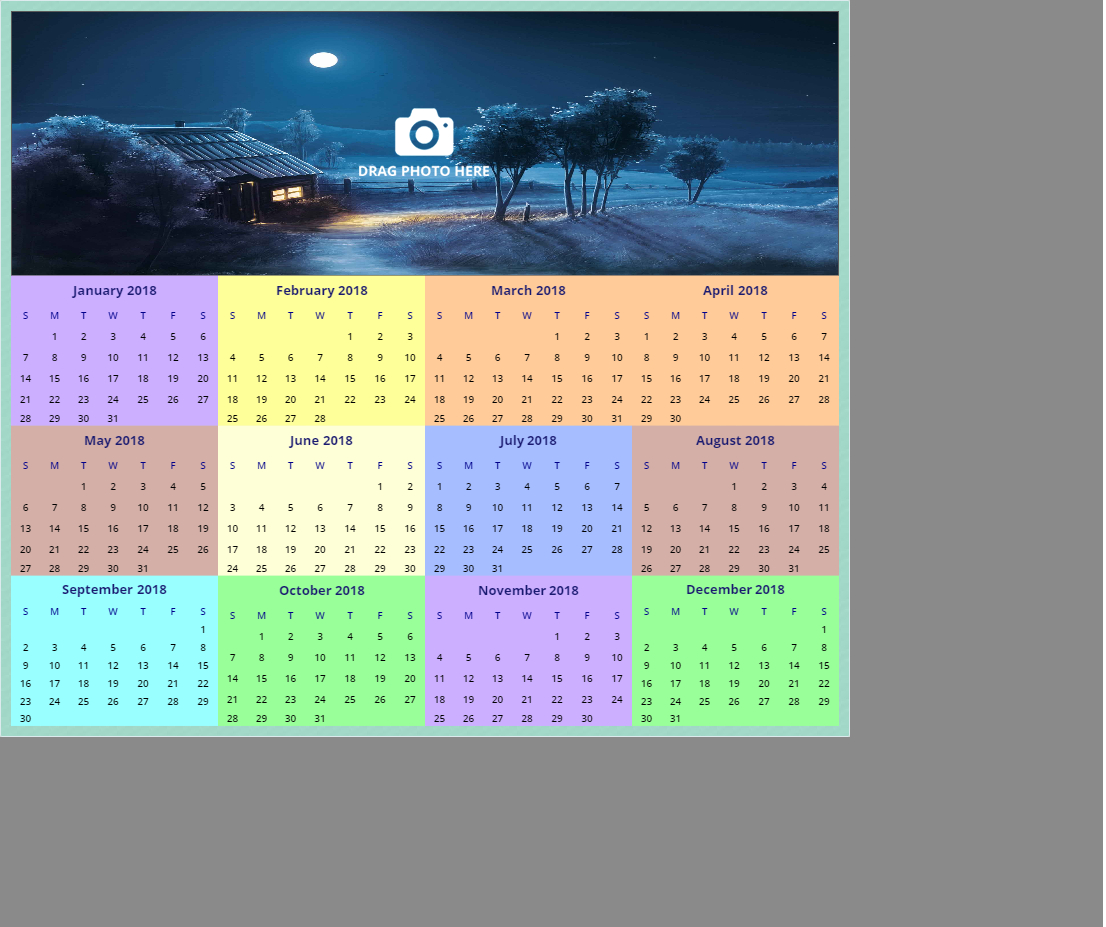 DRAG PHOTO HERE
January 2018
S M T W T F S
1 2 3 4 5 6
7 8 9 10 11 12 13
14 15 16 17 18 19 20
21 22 23 24 25 26 27
28 29 30 31
February 2018
S M T W T F S
1 2 3
4 5 6 7 8 9 10
11 12 13 14 15 16 17
18 19 20 21 22 23 24
25 26 27 28
March 2018
S M T W T F S
1 2 3
4 5 6 7 8 9 10
11 12 13 14 15 16 17
18 19 20 21 22 23 24
25 26 27 28 29 30 31
April 2018
S M T W T F S
1 2 3 4 5 6 7
8 9 10 11 12 13 14
15 16 17 18 19 20 21
22 23 24 25 26 27 28
29 30
May 2018
S M T W T F S
1 2 3 4 5
6 7 8 9 10 11 12
13 14 15 16 17 18 19
20 21 22 23 24 25 26
27 28 29 30 31
June 2018
S M T W T F S
1 2
3 4 5 6 7 8 9
10 11 12 13 14 15 16
17 18 19 20 21 22 23
24 25 26 27 28 29 30
July 2018
S M T W T F S
1 2 3 4 5 6 7
8 9 10 11 12 13 14
15 16 17 18 19 20 21
22 23 24 25 26 27 28
29 30 31
August 2018
S M T W T F S
1 2 3 4
5 6 7 8 9 10 11
12 13 14 15 16 17 18
19 20 21 22 23 24 25
26 27 28 29 30 31
September 2018
S M T W T F S
1
2 3 4 5 6 7 8
9 10 11 12 13 14 15
16 17 18 19 20 21 22
23 24 25 26 27 28 29
30
October 2018
S M T W T F S
1 2 3 4 5 6
7 8 9 10 11 12 13
14 15 16 17 18 19 20
21 22 23 24 25 26 27
28 29 30 31
November 2018
S M T W T F S
1 2 3
4 5 6 7 8 9 10
11 12 13 14 15 16 17
18 19 20 21 22 23 24
25 26 27 28 29 30
December 2018
S M T W T F S
1
2 3 4 5 6 7 8
9 10 11 12 13 14 15
16 17 18 19 20 21 22
23 24 25 26 27 28 29
30 31